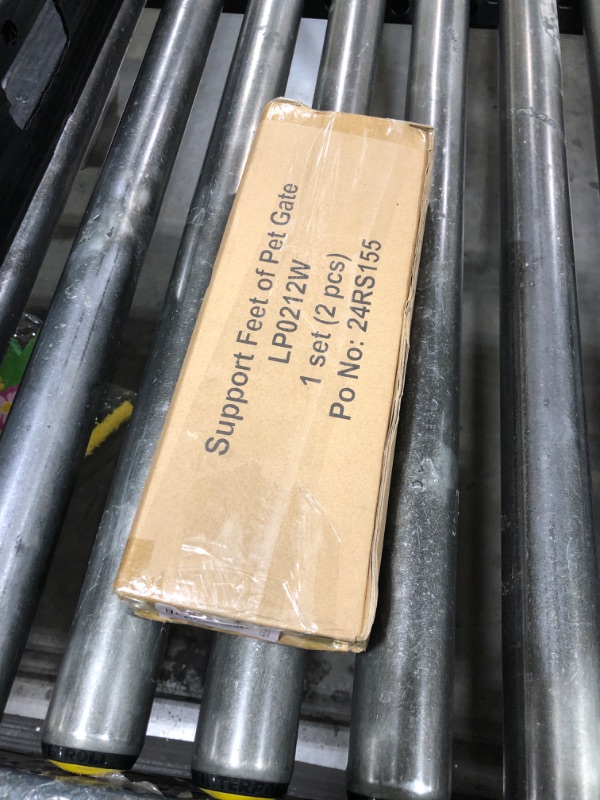 Support Feet of Pet Gate
LP0212W
1 set (2 pcs)
Po No: 24RS155